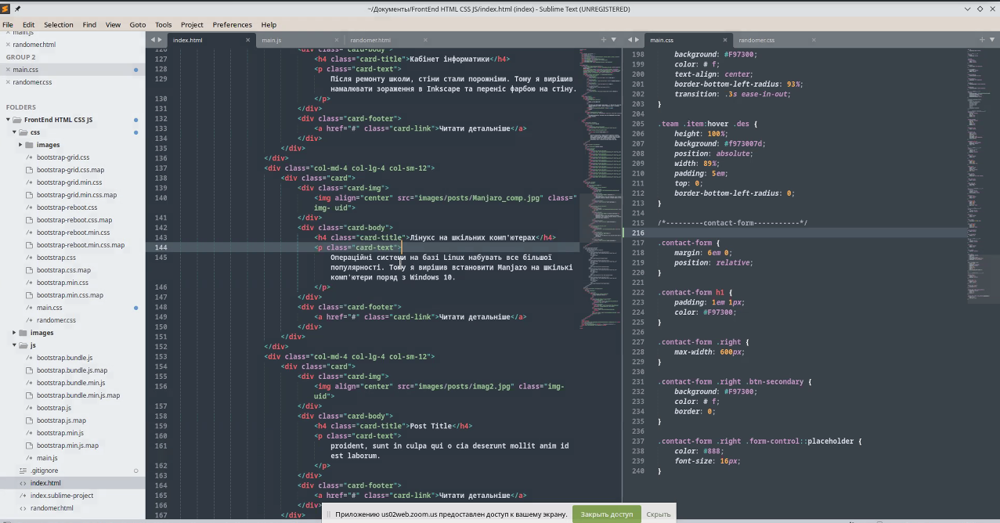 ~/Документы/FrontEnd HTML CSS JS/index.html (index) - Sublime Text (UNREGISTERED)
File Edit Selection Find View Goto Tools Project Preferences Help
main.js
randomer.html
GROUP 2
main.css
randomer.css
FOLDERS
FrontEnd HTML CSS JS
css
images
bootstrap-grid.css
bootstrap-grid.css.map
bootstrap-grid.min.css
bootstrap-grid.min.css.map
bootstrap-reboot.css
bootstrap-reboot.css.map
bootstrap-reboot.min.css
bootstrap-reboot.min.css.map
bootstrap.css
bootstrap.css.map
bootstrap.min.css
bootstrap.min.css.map
main.css
randomer.css
images
js
bootstrap.bundle.js
bootstrap.bundle.js.map
bootstrap.bundle.min.js
bootstrap.bundle.min.js.map
bootstrap.js
bootstrap.js.map
bootstrap.min.js
bootstrap.min.js.map
main.js
.gitignore
index.html
index.sublime-project
randomer.html
index.html main.js randomer.html
126 <div class="card-body">
127 <h4 class="card-title">Кабінет інформатики</h4>
128 <p class="card-text">
129 Після ремонту школи, стіни стали порожніми. Тому я вирішив
намалювати зораження в Inkscape та переніс фарбою на стіну.
130 </p>
131 </div>
132 <div class="card-footer">
133 <a href="#" class="card-link">Читати детальніше</a>
134 </div>
135 </div>
136 </div>
137 <div class="col-md-4 col-lg-4 col-sm-12">
138 <div class="card">
139 <div class="card-img">
140 <img align="center" src="images/posts/Manjaro_comp.jpg" class="
img- uid">
141 </div>
142 <div class="card-body">
143 <h4 class="card-title">Лінукс на шкільних комп'ютерах</h4>
144 <p class="card-text">
145 Операційні системи на базі Linux набувать все більшої
популярності. Тому я вирішив встановити Manjaro на шкількі
комп'ютери поряд з Windows 10.
146 </p>
147 </div>
148 <div class="card-footer">
149 <a href="#" class="card-link">Читати детальніше</a>
150 </div>
151 </div>
152 </div>
153 <div class="col-md-4 col-lg-4 col-sm-12">
154 <div class="card">
155 <div class="card-img">
156 <img align="center" src="images/posts/imag2.jpg" class="img-
uid">
157 </div>
158 <div class="card-body">
159 <h4 class="card-title">Post Title</h4>
160 <p class="card-text">
161 proident, sunt in culpa qui o cia deserunt mollit anim id
est laborum.
162 </p>
163 </div>
164 <div class="card-footer">
165 <a href="#" class="card-link">Читати детальніше</a>
166 </div>
167 </div>
main.css randomer.css
198 background: #F97300;
199 color: # f;
200 text-align: center;
201 border-bottom-left-radius: 93%;
202 transition: .3s ease-in-out;
203 }
204
205 .team .item:hover .des {
206 height: 100%;
207 background: #f973007d;
208 position: absolute;
209 width: 89%;
210 padding: 5em;
211 top: 0;
212 border-bottom-left-radius: 0;
213 }
214
215 /*---------contact-form-----------*/
216
217 .contact-form {
218 margin: 6em 0;
219 position: relative;
220 }
221
222 .contact-form h1 {
223 padding: 1em 1px;
224 color: #F97300;
225 }
226
227 .contact-form .right {
228 max-width: 600px;
229 }
230
231 .contact-form .right .btn-secondary {
232 background: #F97300;
233 color: # f;
234 border: 0;
235 }
236
237 .contact-form .right .form-control::placeholder {
238 color: #888;
239 font-size: 16px;
240 }
Приложению us02web.zoom.us предоставлен доступ к вашему экрану. Закрыть доступ Скрыть